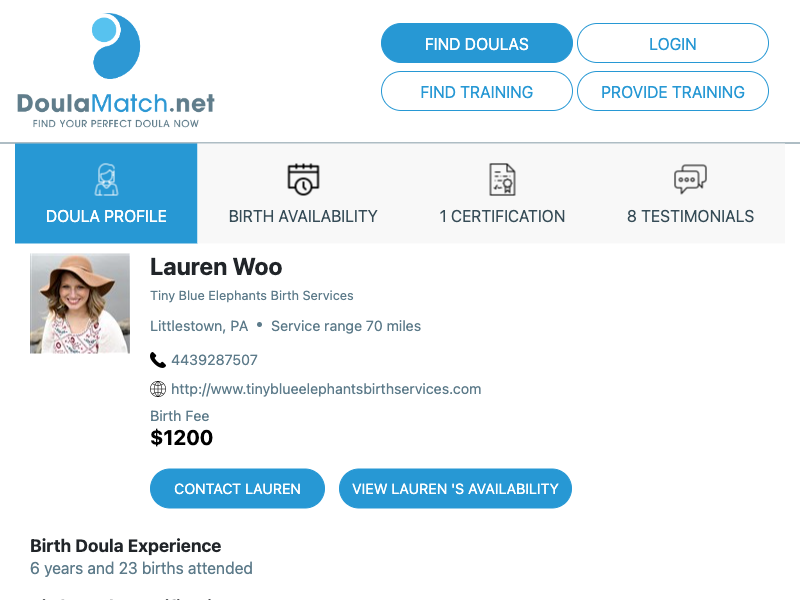 DoulaMatch.net
FIND YOUR PERFECT DOULA NOW
FIND DOULAS
LOGIN
FIND TRAINING
PROVIDE TRAINING
DOULA PROFILE
BIRTH AVAILABILITY
1 CERTIFICATION
8 TESTIMONIALS
Lauren Woo
Tiny Blue Elephants Birth Services
Littlestown, PA • Service range 70 miles
4439287507
http://www.tinyblueelephantsbirthservices.com
Birth Fee
$1200
CONTACT LAUREN
VIEW LAUREN 'S AVAILABILITY
Birth Doula Experience
6 years and 23 births attended